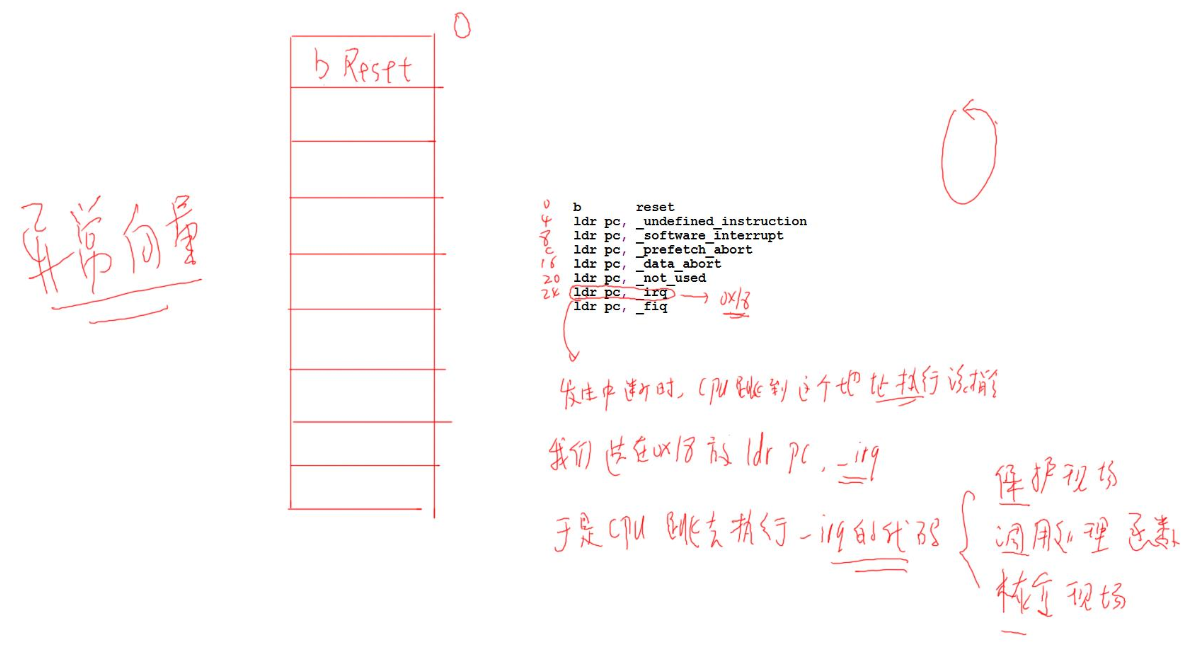 0
b Reset
异常向量
0 b reset
4 ldr pc, _undefined_instruction
8 ldr pc, _software_interrupt
c ldr pc, _prefetch_abort
16 ldr pc, _data_abort
20 ldr pc, _not_used
24 ldr pc, _irq → 0x18
ldr pc, _fiq
发生中断时, CPU跳到这个地址执行该指令
我们 在0x18 放 ldr pc, _irq
于是CPU 跳去执行 _irq的代码
保护现场
调用处理函数
恢复现场